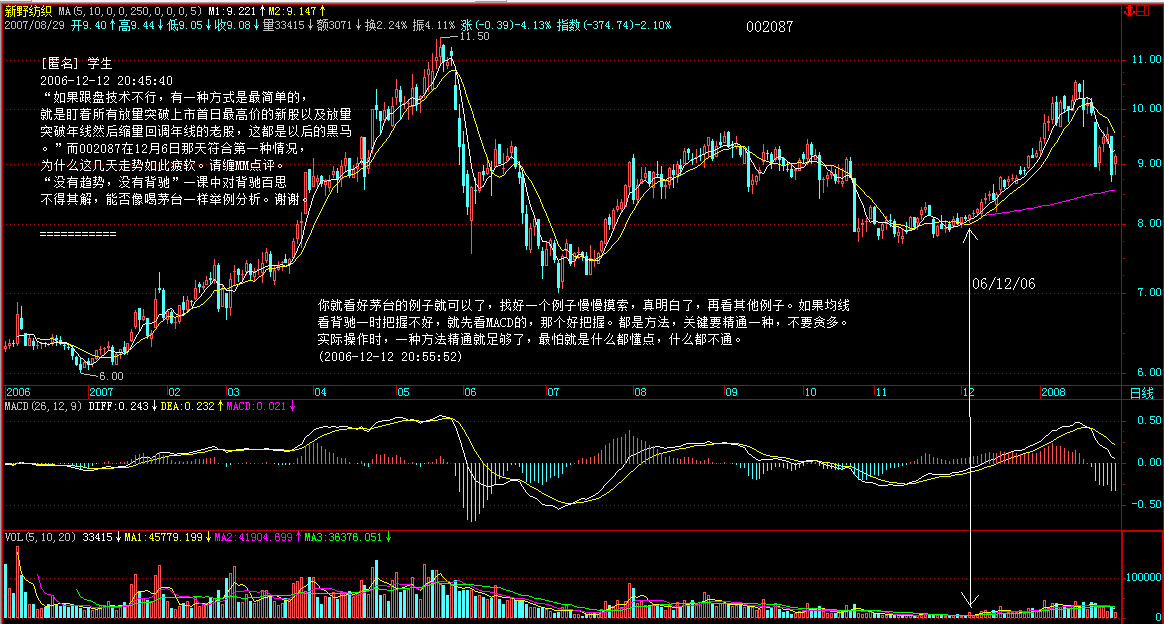 新野纺织 MA(5,10,0,0,250,0,0,0,5) M1:9.221↑M2:9.147↑
2007/08/29 开9.40↑高9.44↓低9.05↓收9.08↓量33415↓额3071↓换2.24% 振4.11% 涨(-0.39)-4.13% 指数(-374.74)-2.10%
日
002087
11.50
[匿名] 学生
2006-12-12 20:45:40
“如果跟盘技术不行，有一种方式是最简单的，
就是盯着所有放量突破上市首日最高价的新股以及放量
突破年线然后缩量回调年线的老股，这都是以后的黑马
。”而002087在12月6日那天符合第一种情况，
为什么这几天走势如此疲软。请缠MM点评。
“没有趋势，没有背驰”一课中对背驰百思
不得其解，能否像喝茅台一样举例分析。谢谢。
===========
11.00
10.00
9.00
8.00
7.00
6.00
06/12/06
你就看好茅台的例子就可以了，找好一个例子慢慢摸索，真明白了，再看其他例子。如果均线
看背驰一时把握不好，就先看MACD的，那个好把握。都是方法，关键要精通一种，不要贪多。
实际操作时，一种方法精通就足够了，最怕就是什么都懂点，什么都不通。
(2006-12-12 20:55:52)
6.00
2006 2007 02 03 04 05 06 07 08 09 10 11 12 2008 日线
MACD(26,12,9) DIFF:0.243↓DEA:0.232↑MACD:0.021↓
0.50
0.00
-0.50
VOL(5,10,20) 33415↓MA1:45779.199↓MA2:41904.699↑MA3:36376.051↓
100000
0